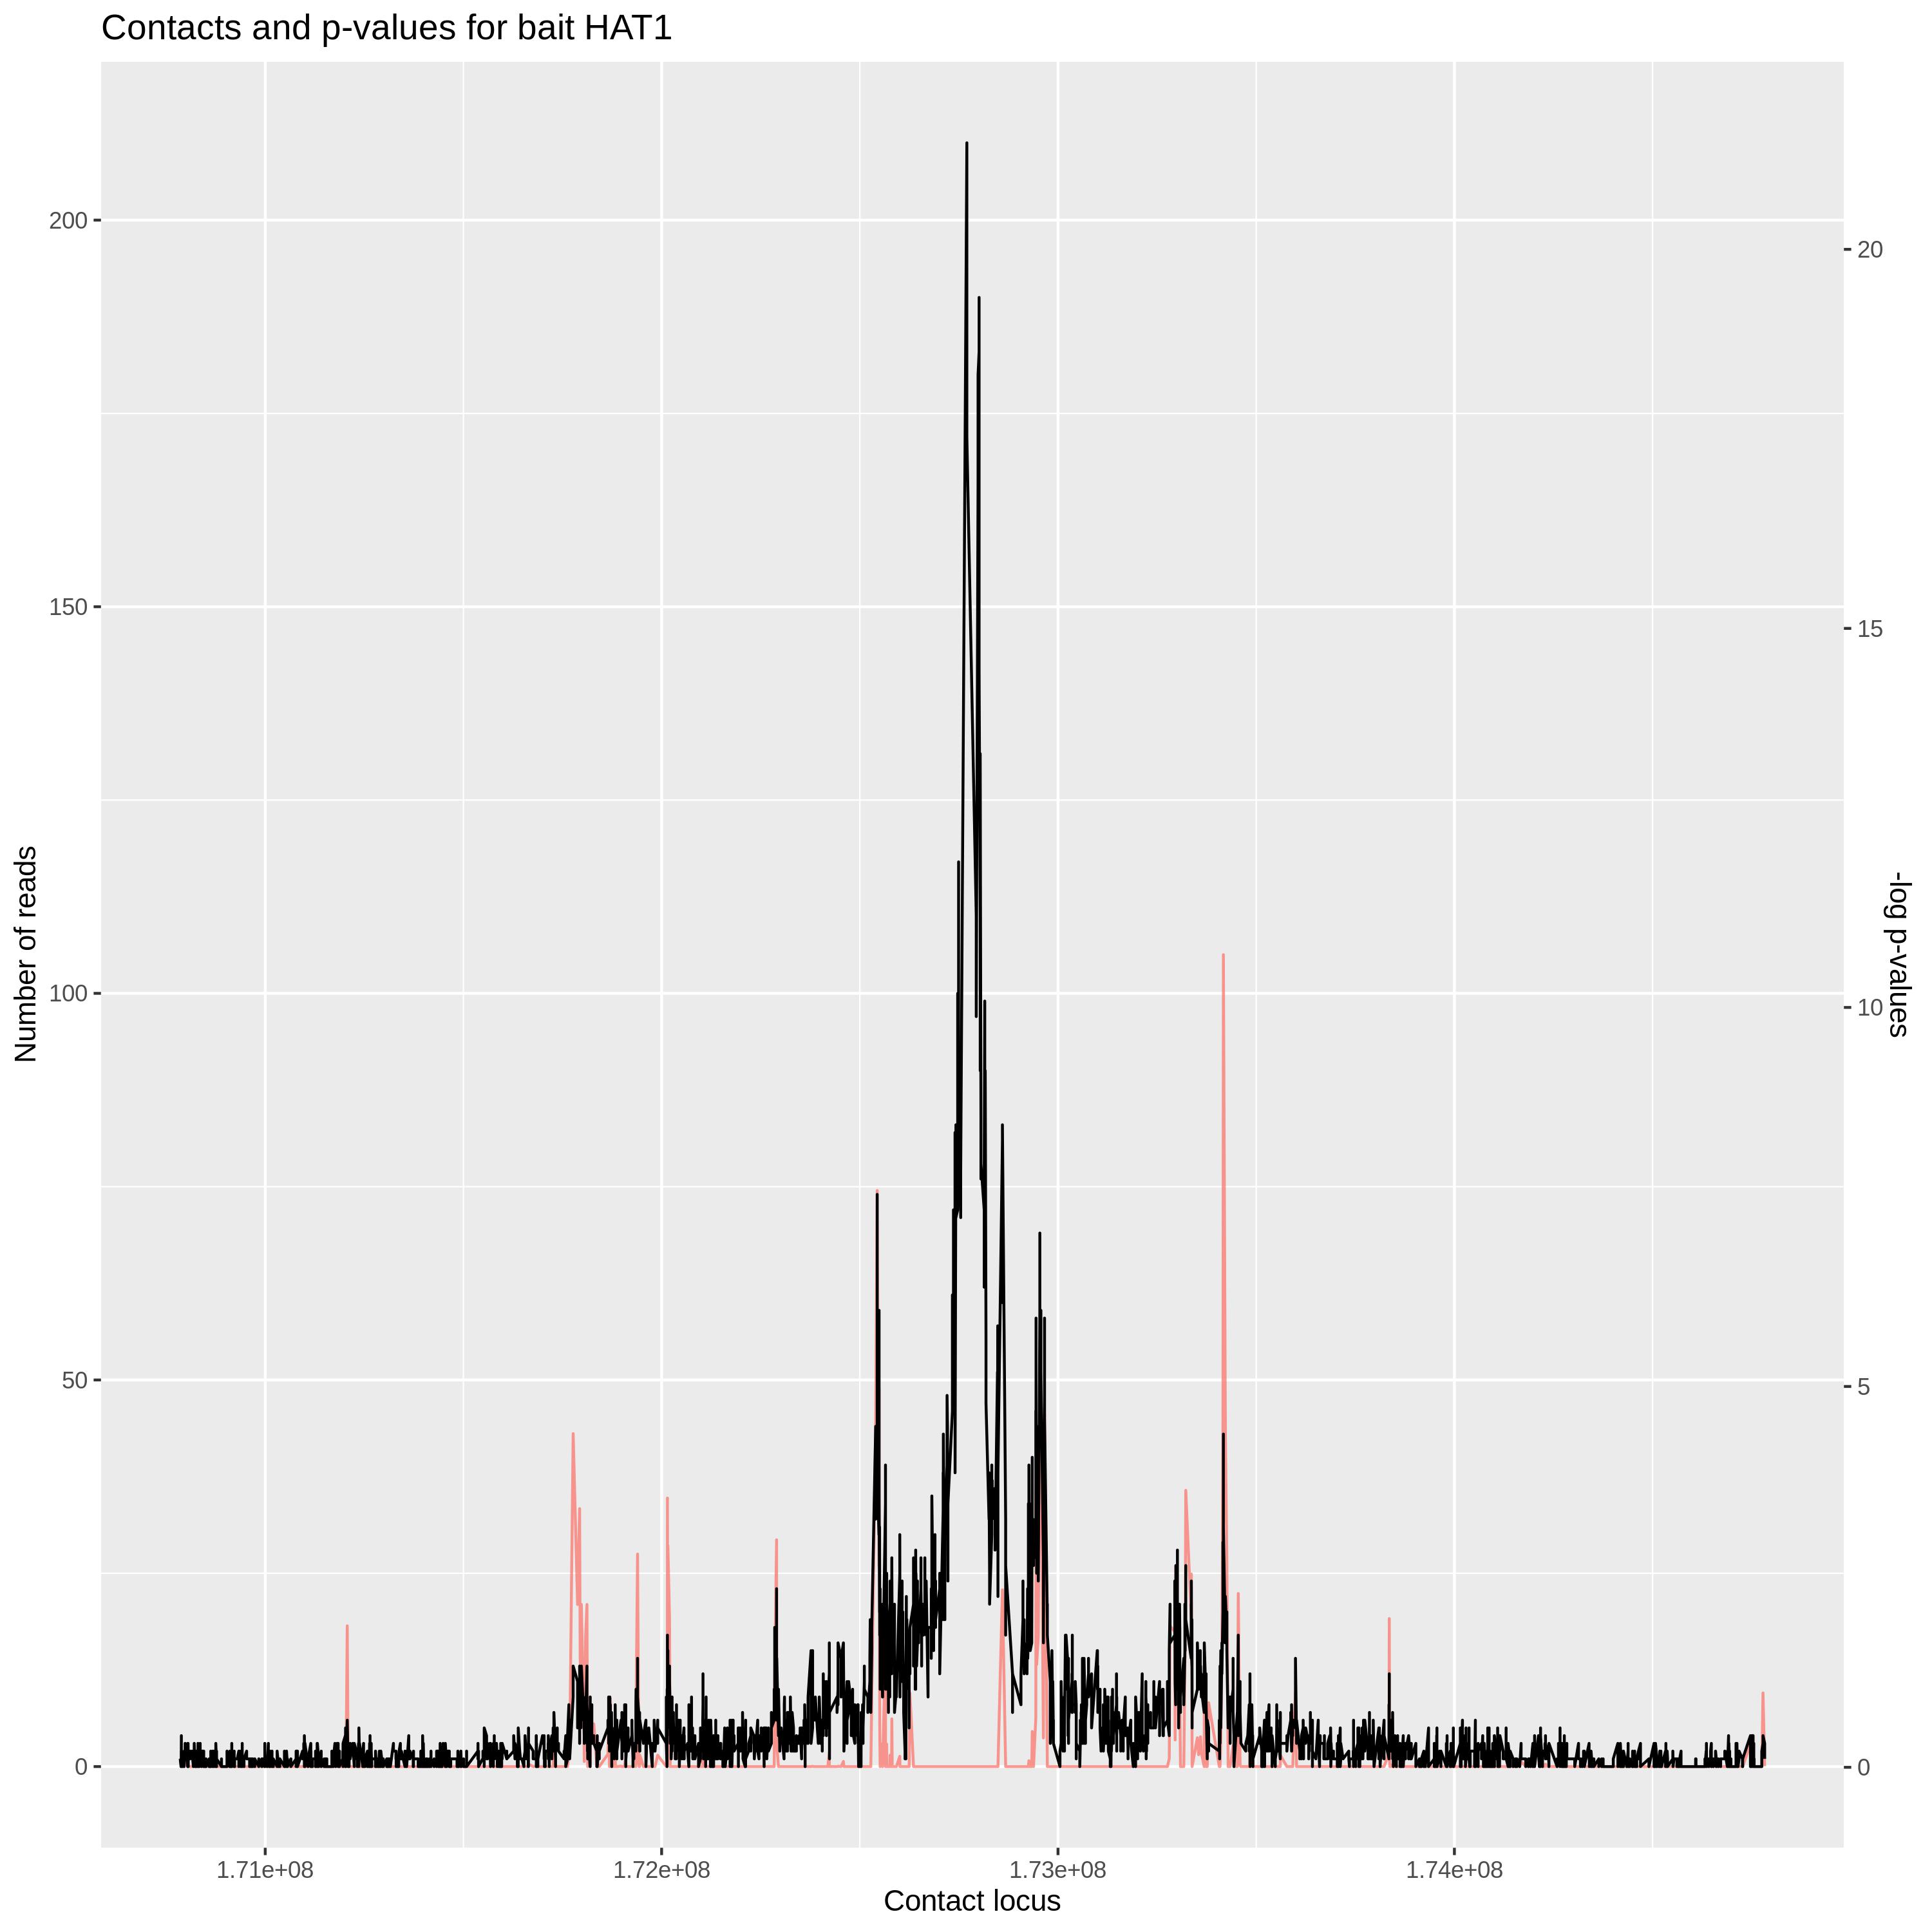 Contacts and p-values for bait HAT1
200
150
100
50
0
Number of reads
20
15
10
5
0
-log p-values
1.71e+08
1.72e+08
1.73e+08
1.74e+08
Contact locus